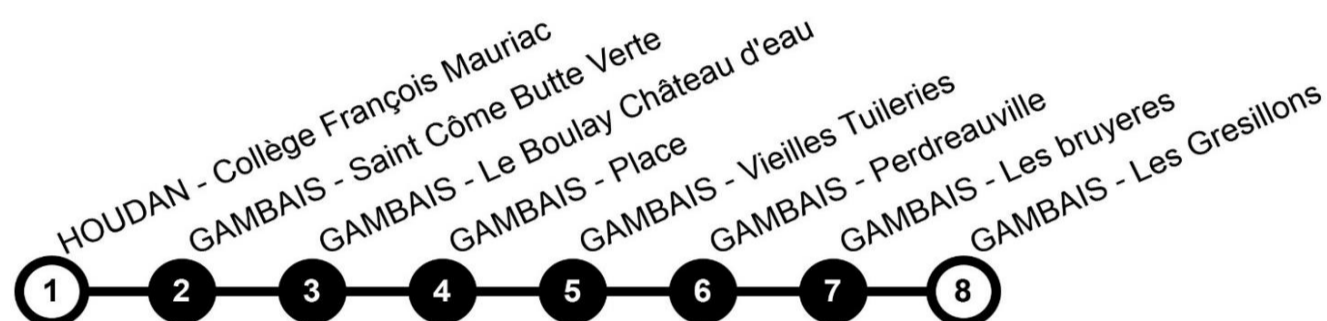 HOUDAN - Collège François Mauriac
GAMBAIS - Saint Côme Butte Verte
GAMBAIS - Le Boulay Château d'eau
GAMBAIS - Place
GAMBAIS - Vieilles Tuileries
GAMBAIS - Perdreauville
GAMBAIS - Les bruyeres
GAMBAIS - Les Gresillons
1 2 3 4 5 6 7 8